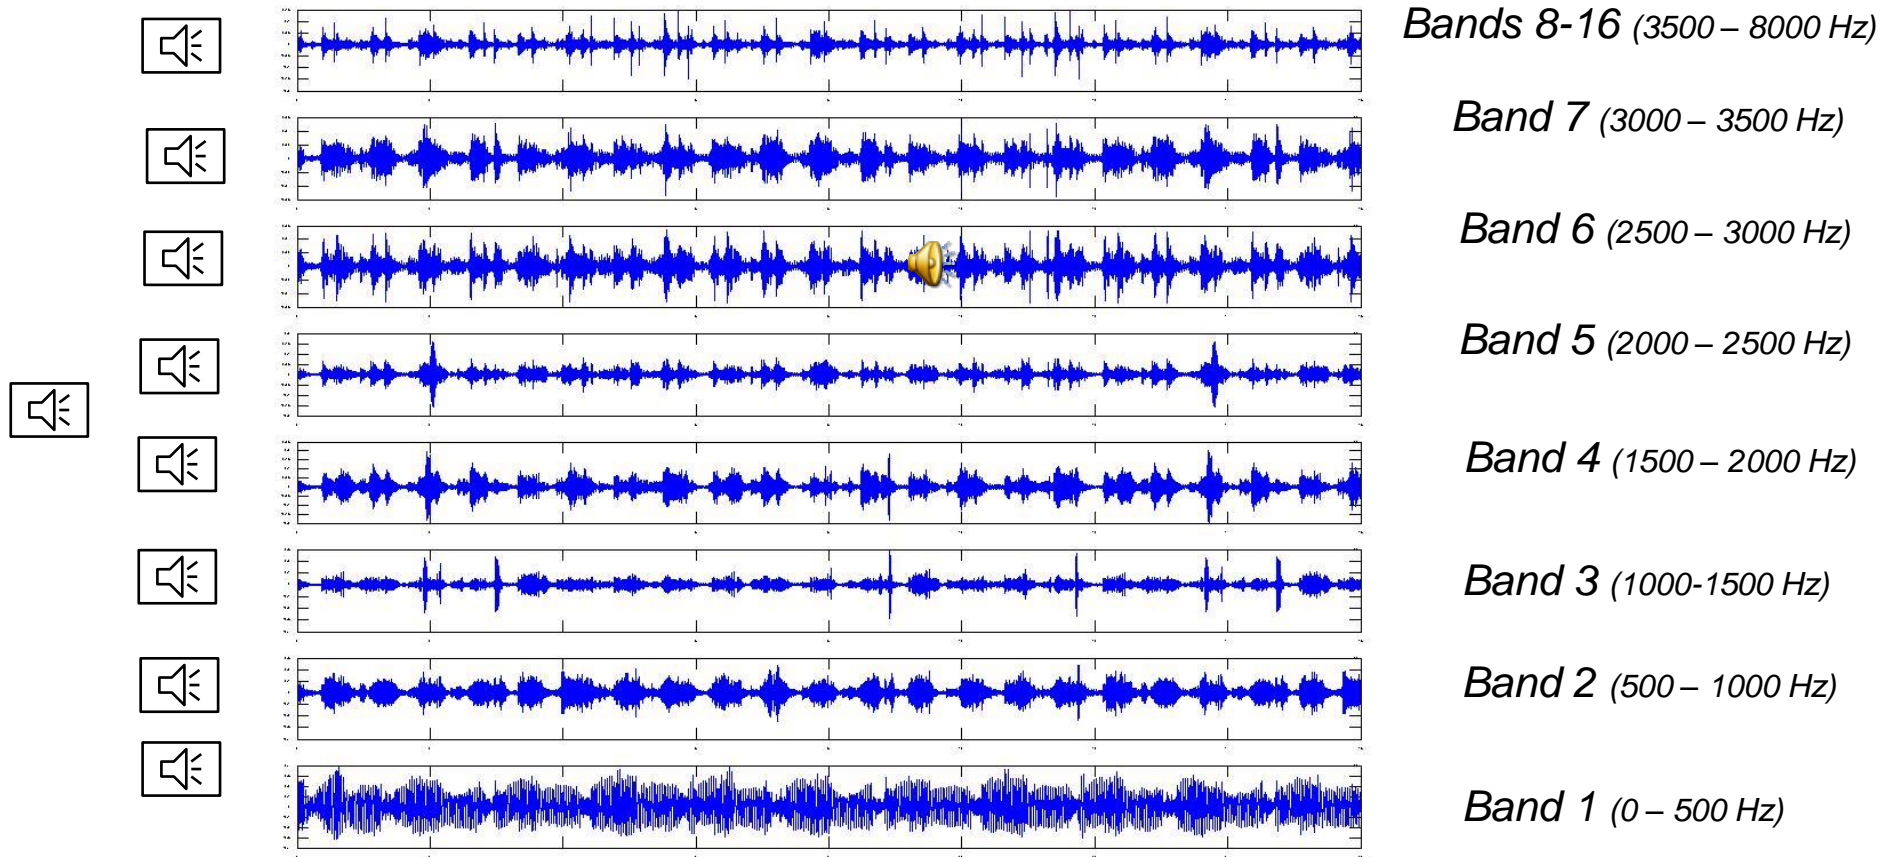 Bands 8-16 (3500 – 8000 Hz)
Band 7 (3000 – 3500 Hz)
Band 6 (2500 – 3000 Hz)
Band 5 (2000 – 2500 Hz)
Band 4 (1500 – 2000 Hz)
Band 3 (1000-1500 Hz)
Band 2 (500 – 1000 Hz)
Band 1 (0 – 500 Hz)